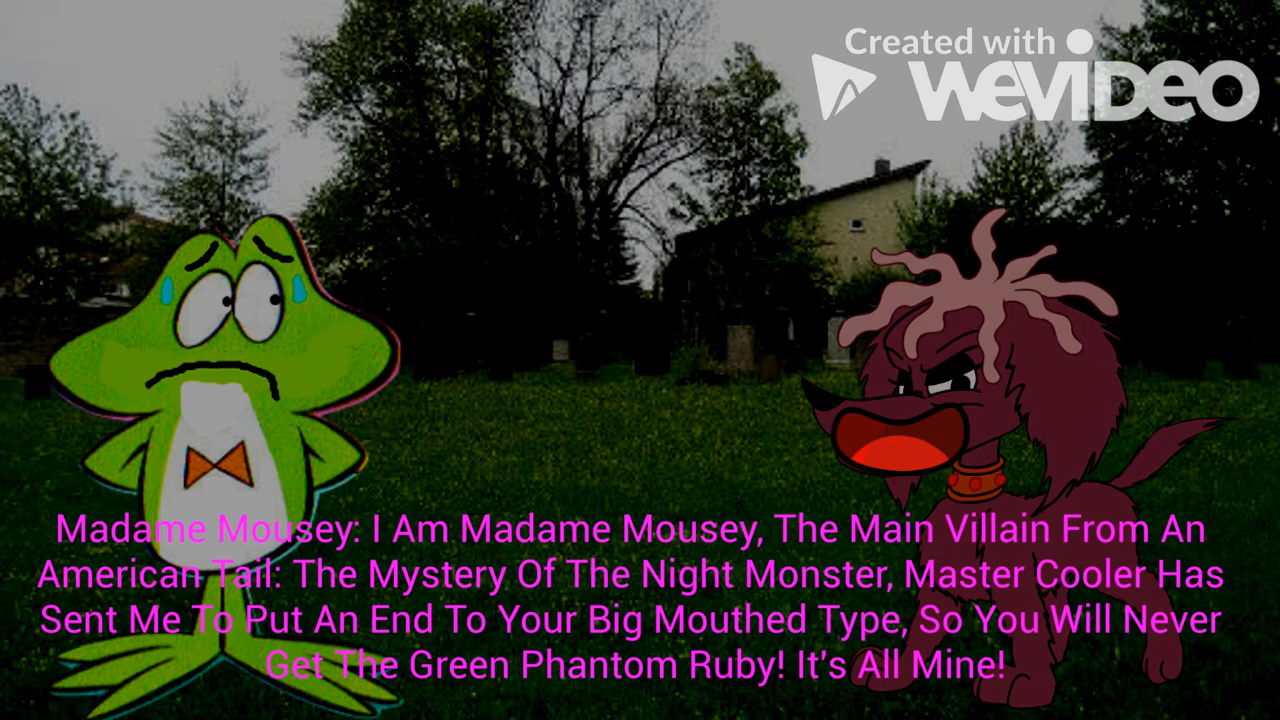 Created with
WEVIDEO
Madame Mousey: I Am Madame Mousey, The Main Villain From An
American Tail: The Mystery Of The Night Monster, Master Cooler Has
Sent Me To Put An End To Your Big Mouthed Type, So You Will Never
Get The Green Phantom Ruby! It's All Mine!